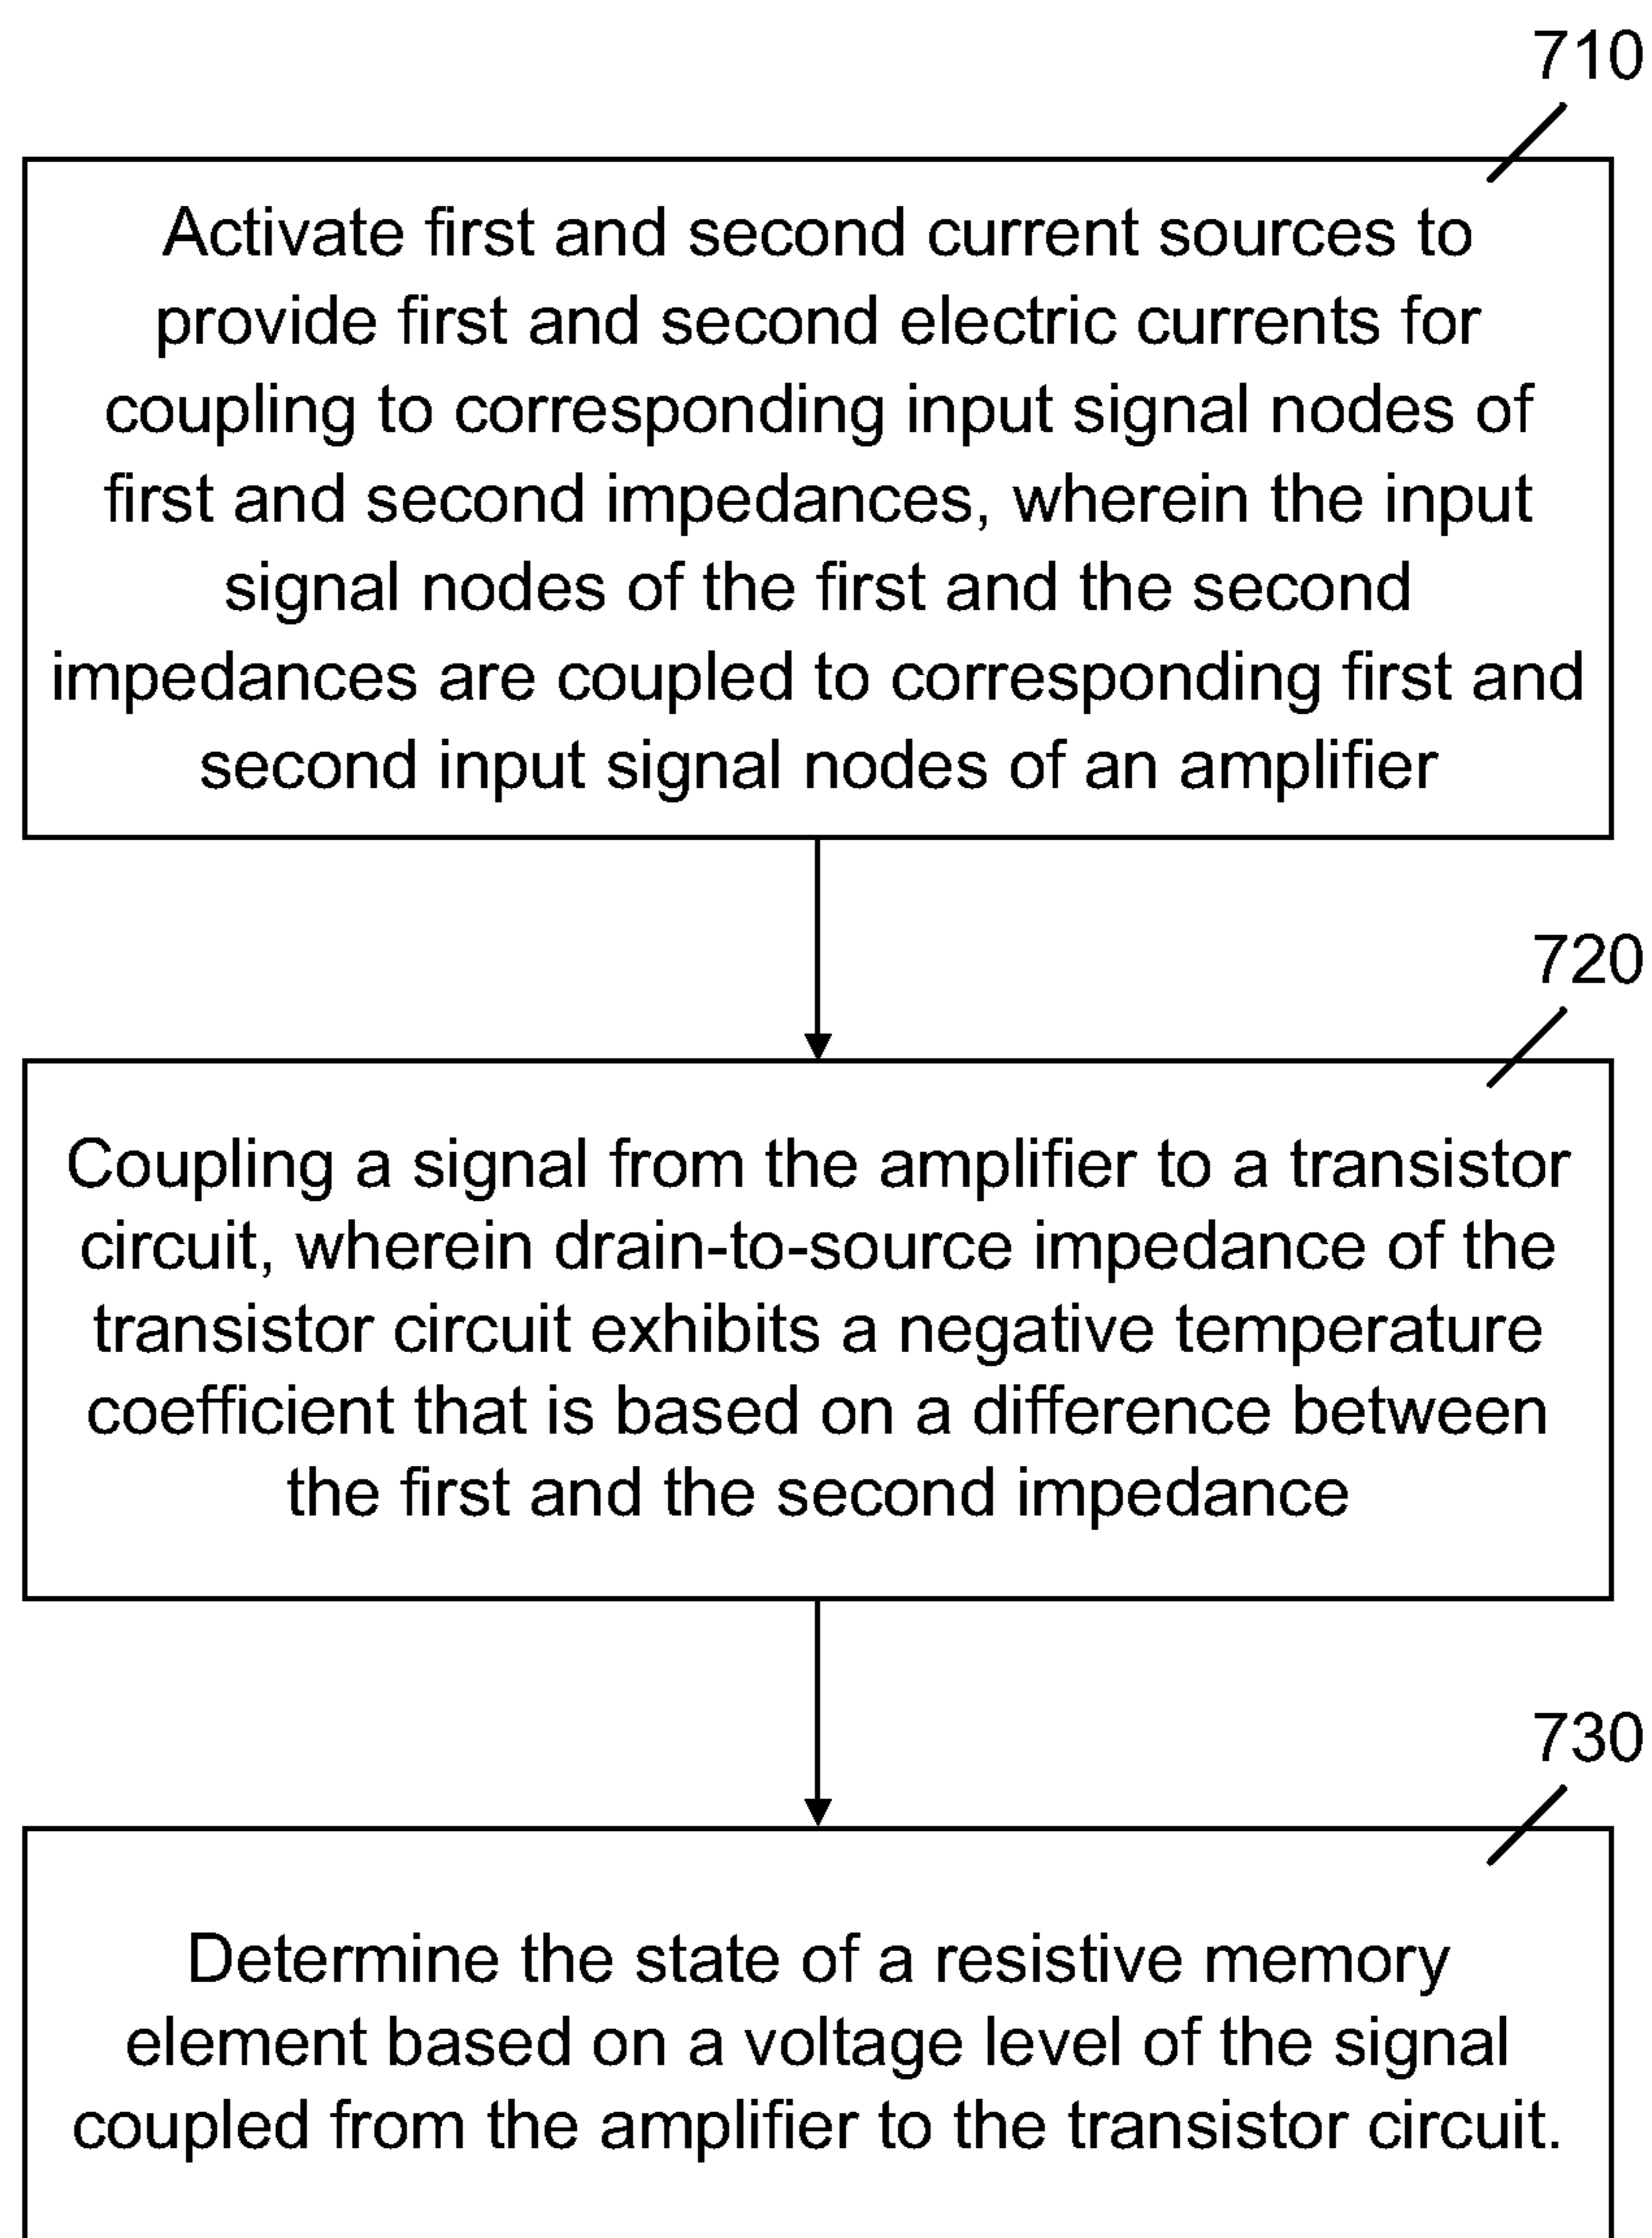 710
Activate first and second current sources to
provide first and second electric currents for
coupling to corresponding input signal nodes of
first and second impedances, wherein the input
signal nodes of the first and the second
impedances are coupled to corresponding first and
second input signal nodes of an amplifier
720
Coupling a signal from the amplifier to a transistor
circuit, wherein drain-to-source impedance of the
transistor circuit exhibits a negative temperature
coefficient that is based on a difference between
the first and the second impedance
730
Determine the state of a resistive memory
element based on a voltage level of the signal
coupled from the amplifier to the transistor circuit.